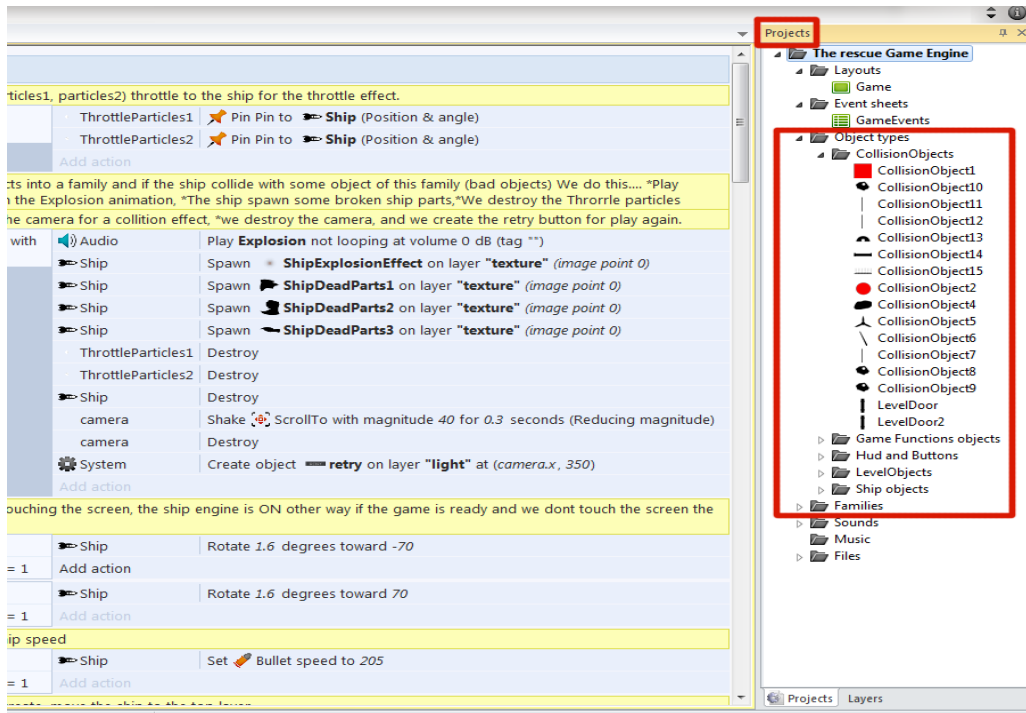 Projects
The rescue Game Engine
Layouts
Game
Event sheets
GameEvents
Object types
CollisionObjects
CollisionObject1
CollisionObject10
CollisionObject11
CollisionObject12
CollisionObject13
CollisionObject14
CollisionObject15
CollisionObject2
CollisionObject4
CollisionObject5
CollisionObject6
CollisionObject7
CollisionObject8
CollisionObject9
LevelDoor
LevelDoor2
Game Functions objects
Hud and Buttons
LevelObjects
Ship objects
Families
Sounds
Music
Files
Projects Layers
particles1, particles2) throttle to the ship for the throttle effect.
ThrottleParticles1 Pin Pin to Ship (Position & angle)
ThrottleParticles2 Pin Pin to Ship (Position & angle)
Add action
cts into a family and if the ship collide with some object of this family (bad objects) We do this.... *Play
the Explosion animation, *The ship spawn some broken ship parts,*We destroy the Throrrle particles
he camera for a collition effect, *we destroy the camera, and we create the retry button for play again.
with Audio Play Explosion not looping at volume 0 dB (tag "")
Ship Spawn ShipExplosionEffect on layer "texture" (image point 0)
Ship Spawn ShipDeadParts1 on layer "texture" (image point 0)
Ship Spawn ShipDeadParts2 on layer "texture" (image point 0)
Ship Spawn ShipDeadParts3 on layer "texture" (image point 0)
ThrottleParticles1 Destroy
ThrottleParticles2 Destroy
Ship Destroy
camera Shake ScrollTo with magnitude 40 for 0.3 seconds (Reducing magnitude)
camera Destroy
System Create object retry on layer "light" at (camera.x, 350)
Add action
ouching the screen, the ship engine is ON other way if the game is ready and we dont touch the screen the
Ship Rotate 1.6 degrees toward -70
= 1 Add action
Ship Rotate 1.6 degrees toward 70
= 1 Add action
ip speed
Ship Set Bullet speed to 205
= 1 Add action